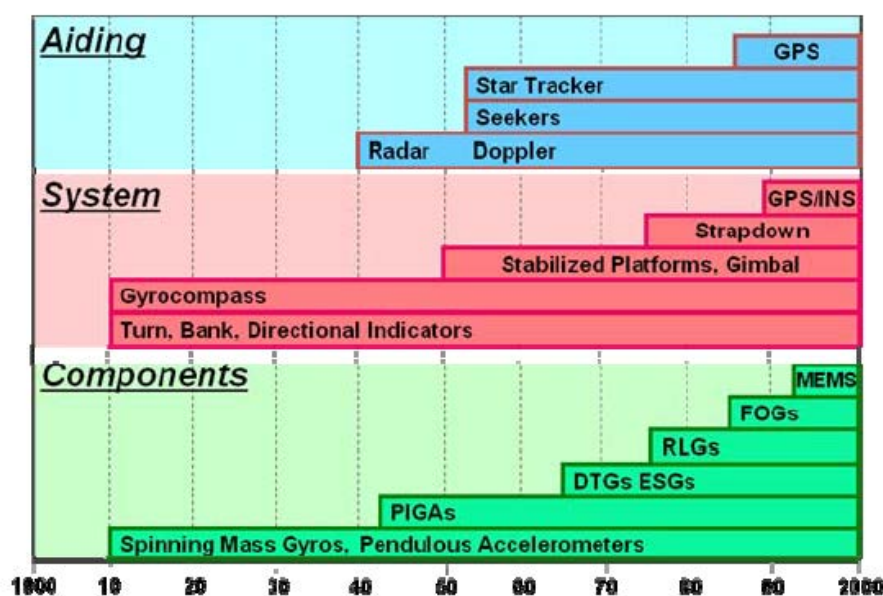 Aiding
GPS
Star Tracker
Seekers
Radar Doppler
System
GPS/INS
Strapdown
Stabilized Platforms, Gimbal
Gyrocompass
Turn, Bank, Directional Indicators
Components
MEMS
FOGs
RLGs
DTGs ESGs
PIGAs
Spinning Mass Gyros, Pendulous Accelerometers
1900 10 20 30 40 50 60 70 80 90 2000